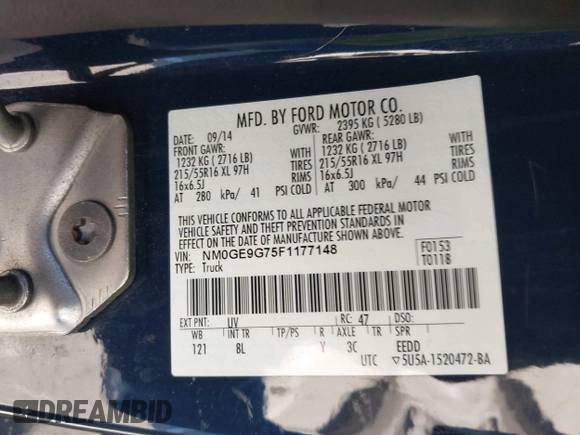 MFD. BY FORD MOTOR CO.
DATE: 09/14 GVWR: 2395 KG ( 5280 LB)
FRONT GAWR: REAR GAWR:
1232 KG ( 2716 LB) WITH 1232 KG ( 2716 LB) WITH
215/55R16 XL 97H TIRES 215/55R16 XL 97H TIRES
16x6.5J RIMS 16x6.5J RIMS
AT 280 kPa/ 41 PSI COLD AT 300 kPa/ 44 PSI COLD
THIS VEHICLE CONFORMS TO ALL APPLICABLE FEDERAL MOTOR
VEHICLE SAFETY AND THEFT PREVENTION STANDARDS IN
EFFECT ON THE DATE OF MANUFACTURE SHOWN ABOVE.
VIN: NM0GE9G75F1177148 F0153
TYPE: Truck T011B
EXT PNT: UV RC: 47 DSO:
WB INT TR TP/PS R AXLE TR SPR
121 8L Y 3C EEDD
UTC ▽5U5A-1520472-BA
DREAMBID